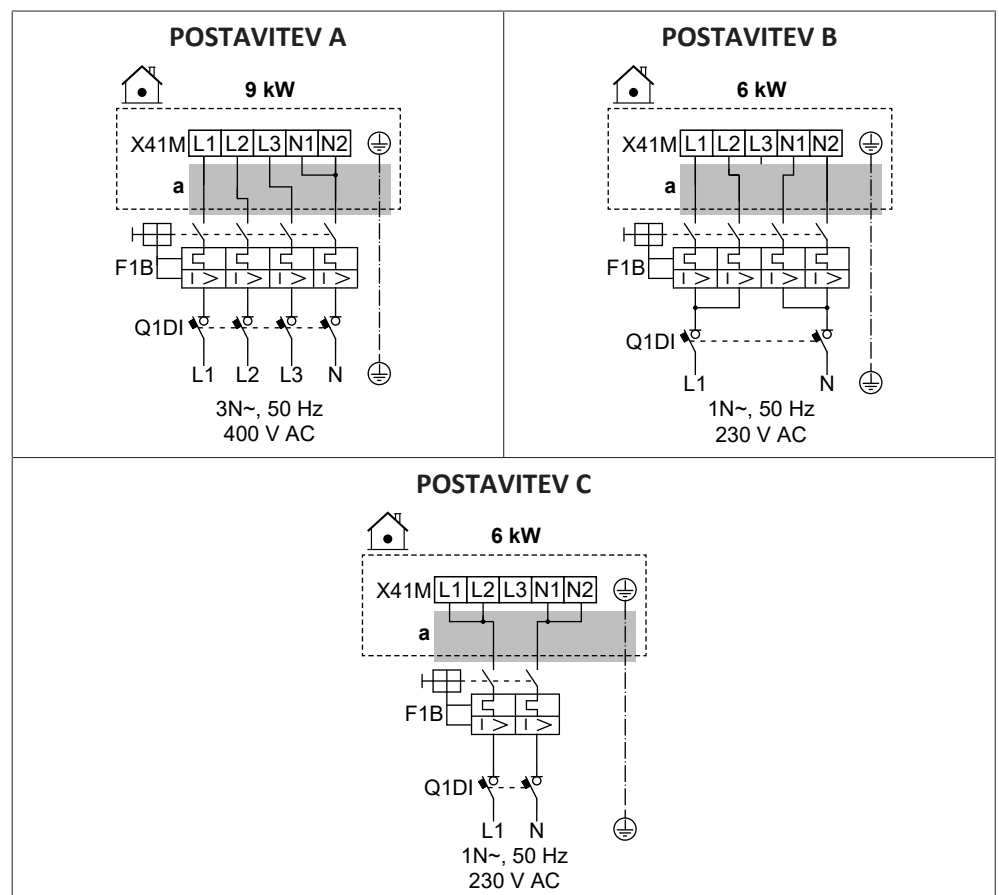 POSTAVITEV A
9 kW
X41M L1 L2 L3 N1 N2
a
F1B
I > I > I > I >
Q1DI
L1 L2 L3 N
3N~, 50 Hz
400 V AC
POSTAVITEV B
6 kW
X41M L1 L2 L3 N1 N2
a
F1B
I > I > I > I >
Q1DI
L1 N
1N~, 50 Hz
230 V AC
POSTAVITEV C
6 kW
X41M L1 L2 L3 N1 N2
a
F1B
I > I >
Q1DI
L1 N
1N~, 50 Hz
230 V AC